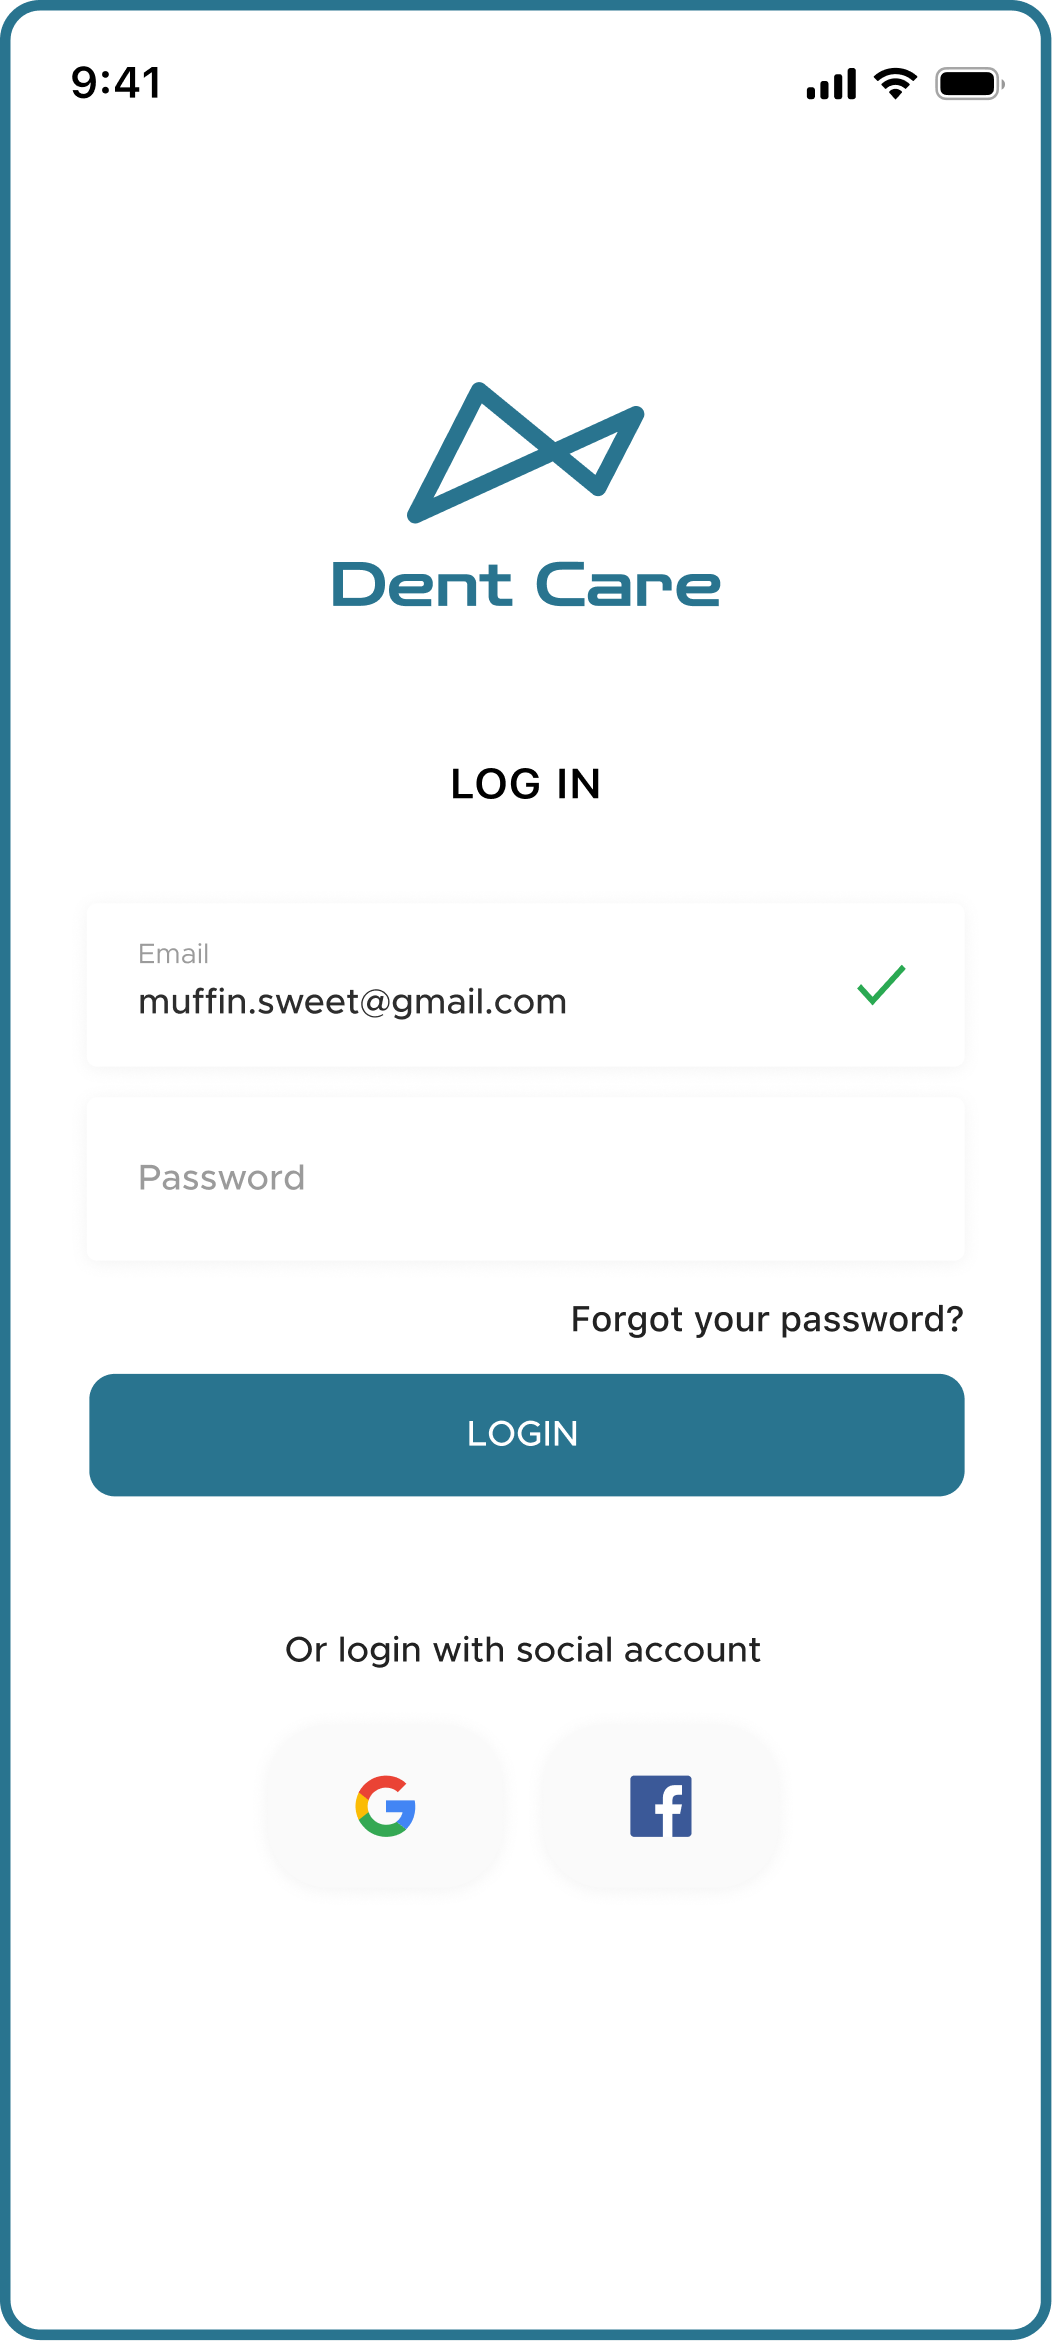 9:41
Dent Care
LOG IN
Email
muffin.sweet@gmail.com
Password
Forgot your password?
LOGIN
Or login with social account